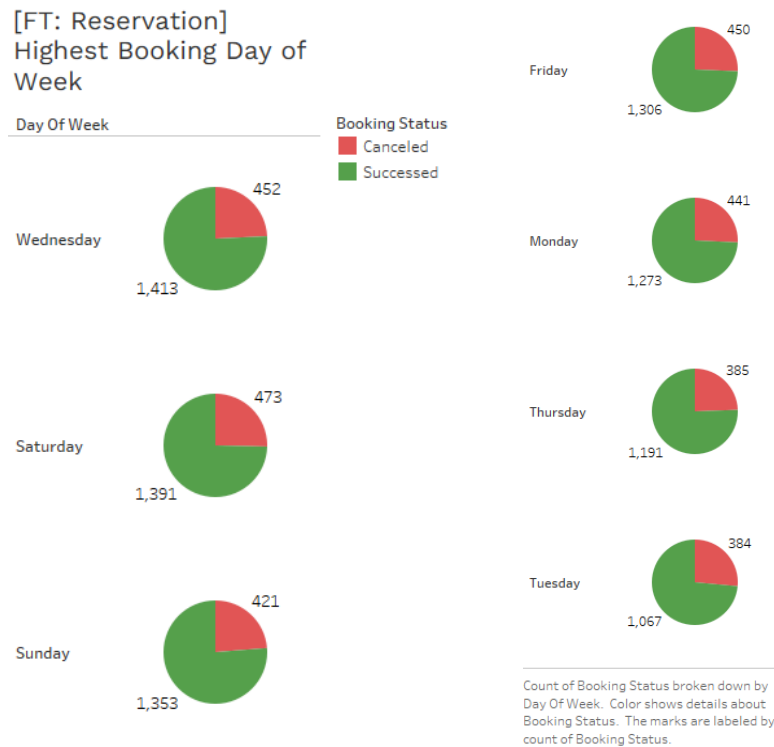 [FT: Reservation]
Highest Booking Day of
Week
Day Of Week
Booking Status
Canceled
Successed
Wednesday
452
1,413
Saturday
473
1,391
Sunday
421
1,353
Friday
450
1,306
Monday
441
1,273
Thursday
385
1,191
Tuesday
384
1,067
Count of Booking Status broken down by
Day Of Week. Color shows details about
Booking Status. The marks are labeled by
count of Booking Status.